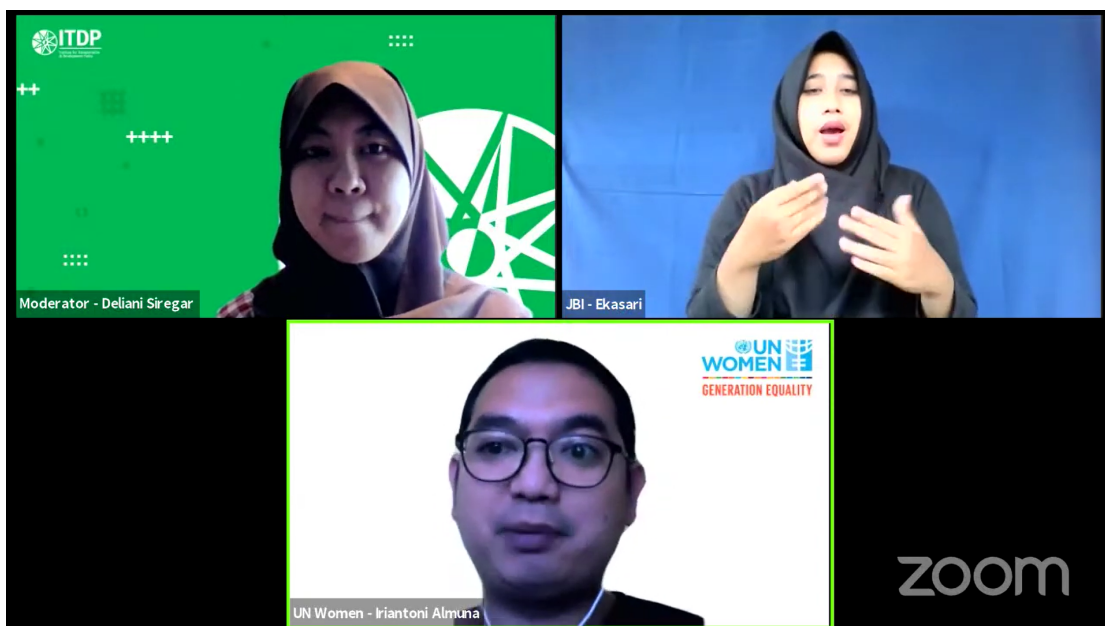 ITDP
Moderator - Deliani Siregar
JBI - Ekasari
UN
WOMEN
GENERATION EQUALITY
UN Women - Iriantoni Almuna
zoom